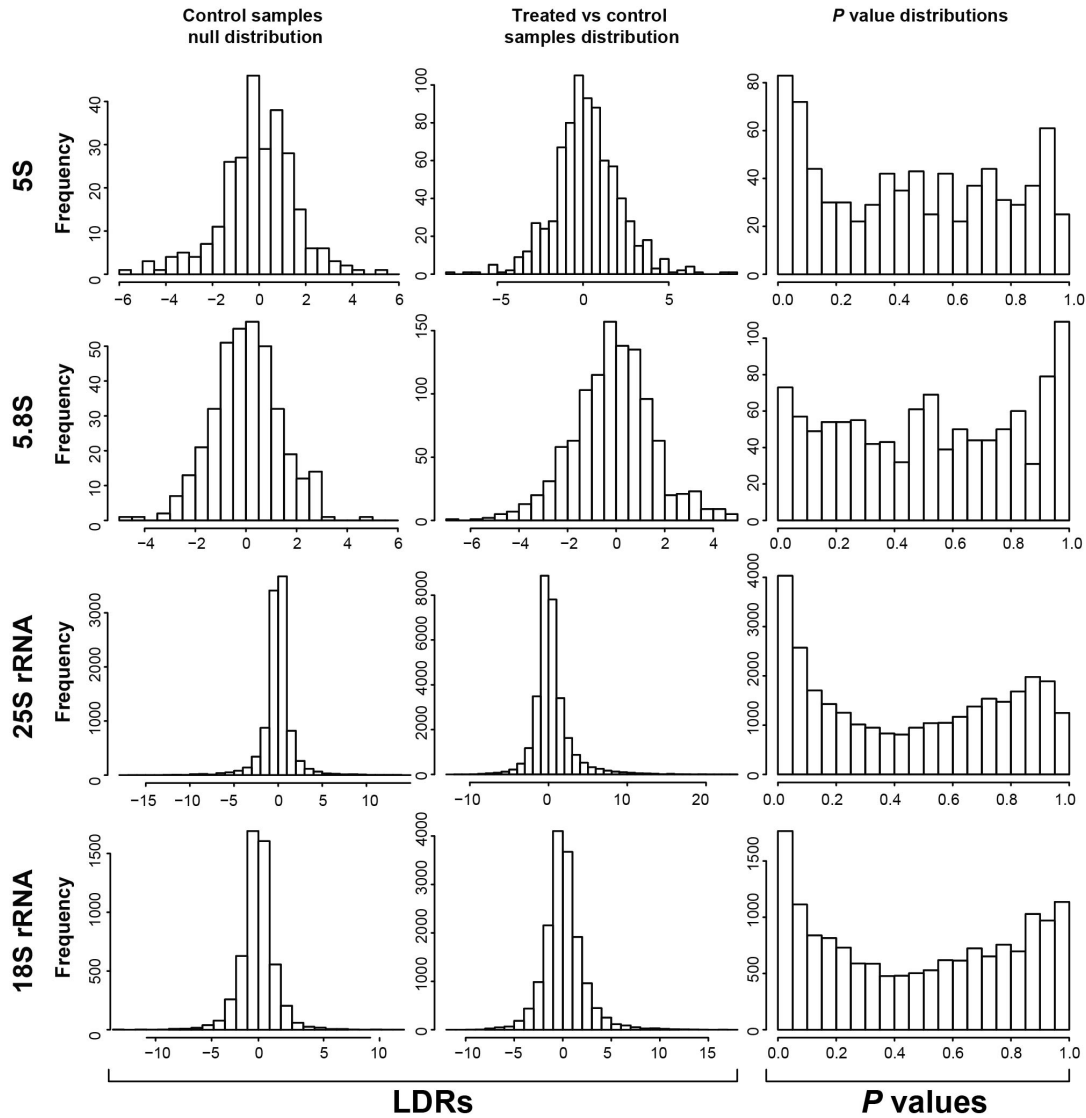 Control samples
null distribution
Treated vs control
samples distribution
P value distributions
5S
Frequency
0 10 20 30 40
−6 −4 −2 0 2 4 6
0 20 40 60 80 100
−5 0 5
0 20 40 60 80
0.0 0.2 0.4 0.6 0.8 1.0
5.8S
Frequency
0 10 20 30 40 50
−4 −2 0 2 4 6
0 50 100 150
−6 −4 −2 0 2 4
0 20 40 60 80 100
0.0 0.2 0.4 0.6 0.8 1.0
25S rRNA
Frequency
0 1000 2000 3000
−15 −5 0 5 10
0 2000 4000 6000 8000
−10 0 10 20
0 1000 2000 3000 4000
0.0 0.2 0.4 0.6 0.8 1.0
18S rRNA
Frequency
0 500 1000 1500
−10 −5 0 5 10
0 1000 2000 3000 4000
−10 −5 0 5 10 15
0 500 1000 1500
0.0 0.2 0.4 0.6 0.8 1.0
LDRs
P values